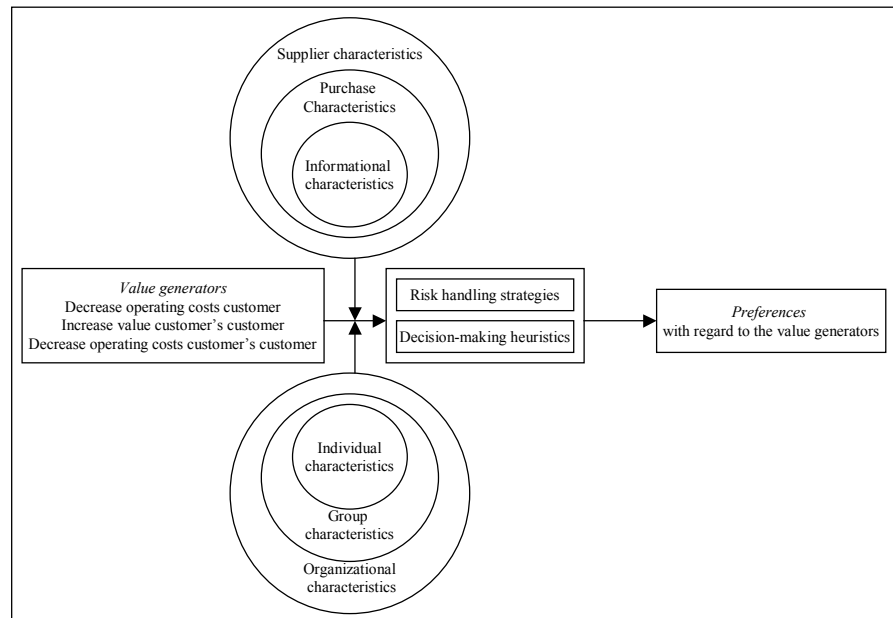 Supplier characteristics
Purchase
Characteristics
Informational
characteristics
Value generators
Decrease operating costs customer
Increase value customer's customer
Decrease operating costs customer's customer
Risk handling strategies
Decision-making heuristics
Preferences
with regard to the value generators
Individual
characteristics
Group
characteristics
Organizational
characteristics